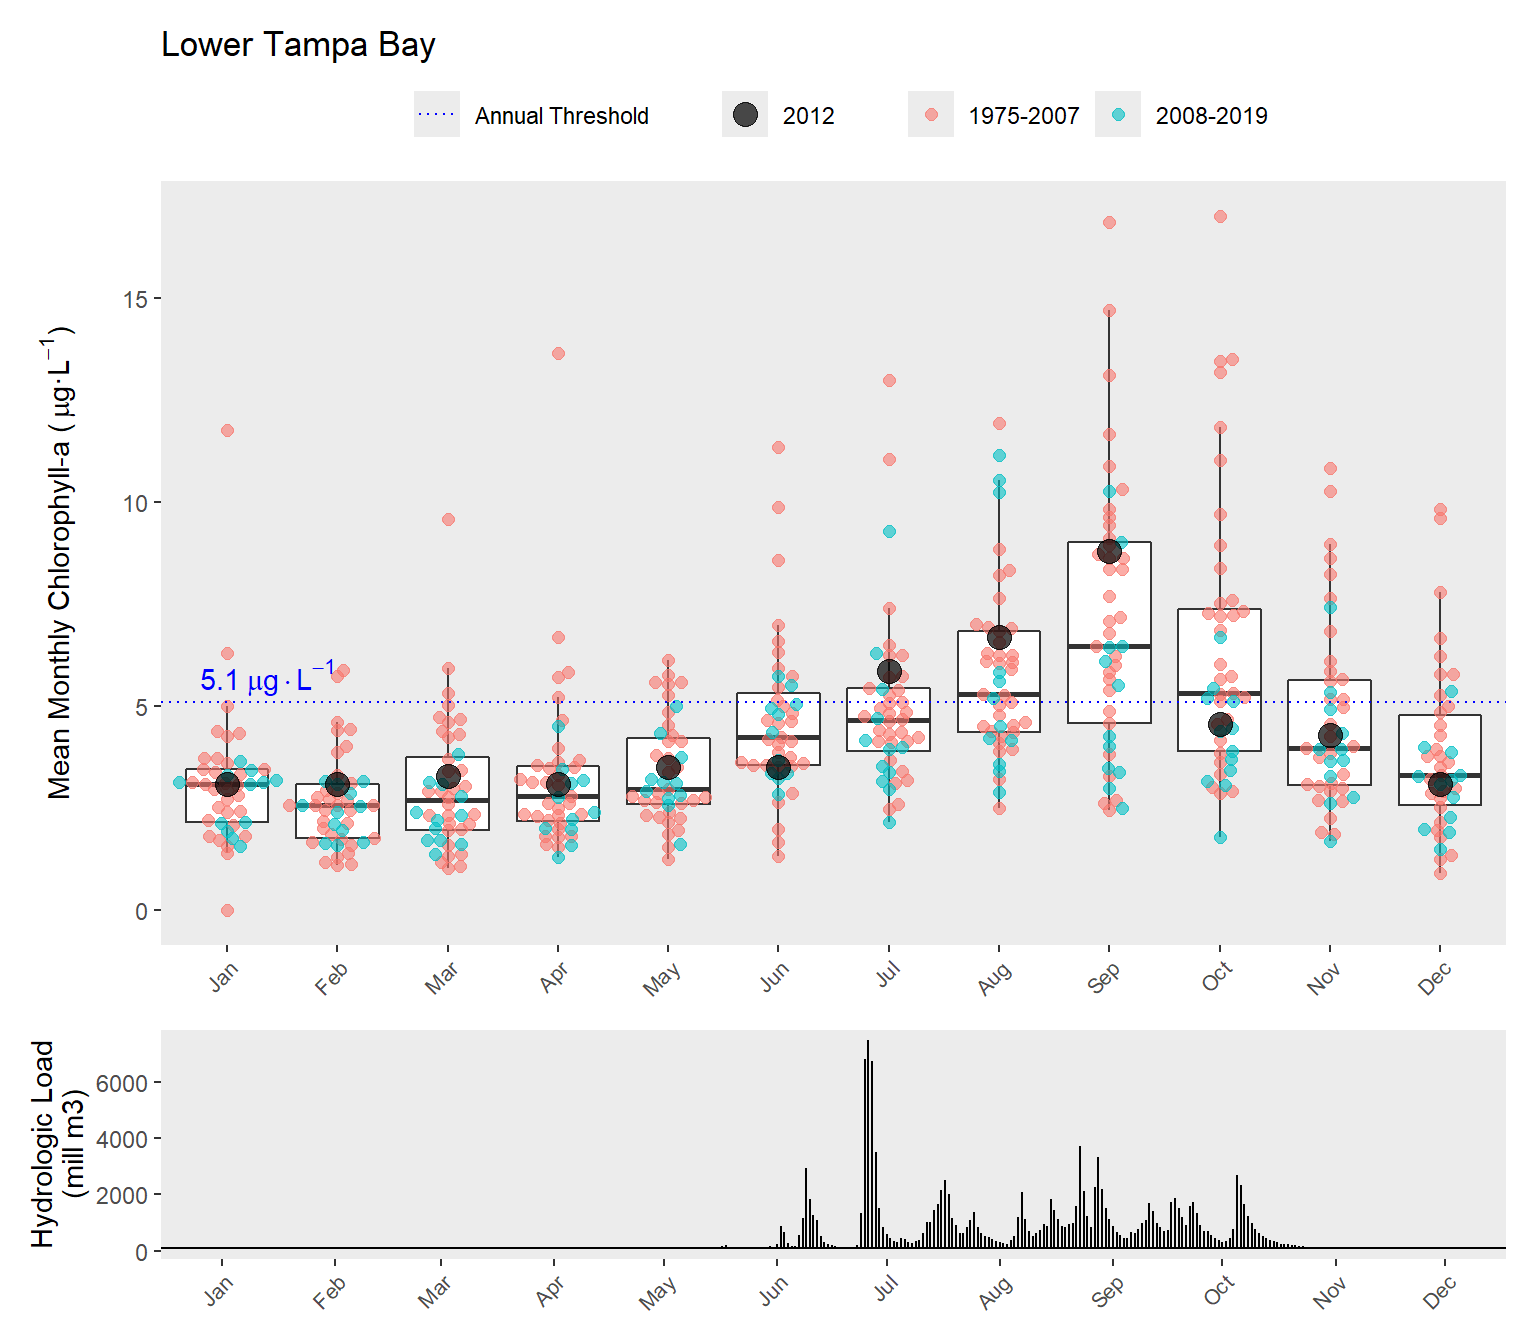 Lower Tampa Bay
Annual Threshold 2012 1975-2007 2008-2019
Mean Monthly Chlorophyll-a ( μg·L⁻¹)
15
10
5
0
5.1 μg·L⁻¹
Jan Feb Mar Apr May Jun Jul Aug Sep Oct Nov Dec
Hydrologic Load
(mill m3)
6000
4000
2000
0
Jan Feb Mar Apr May Jun Jul Aug Sep Oct Nov Dec